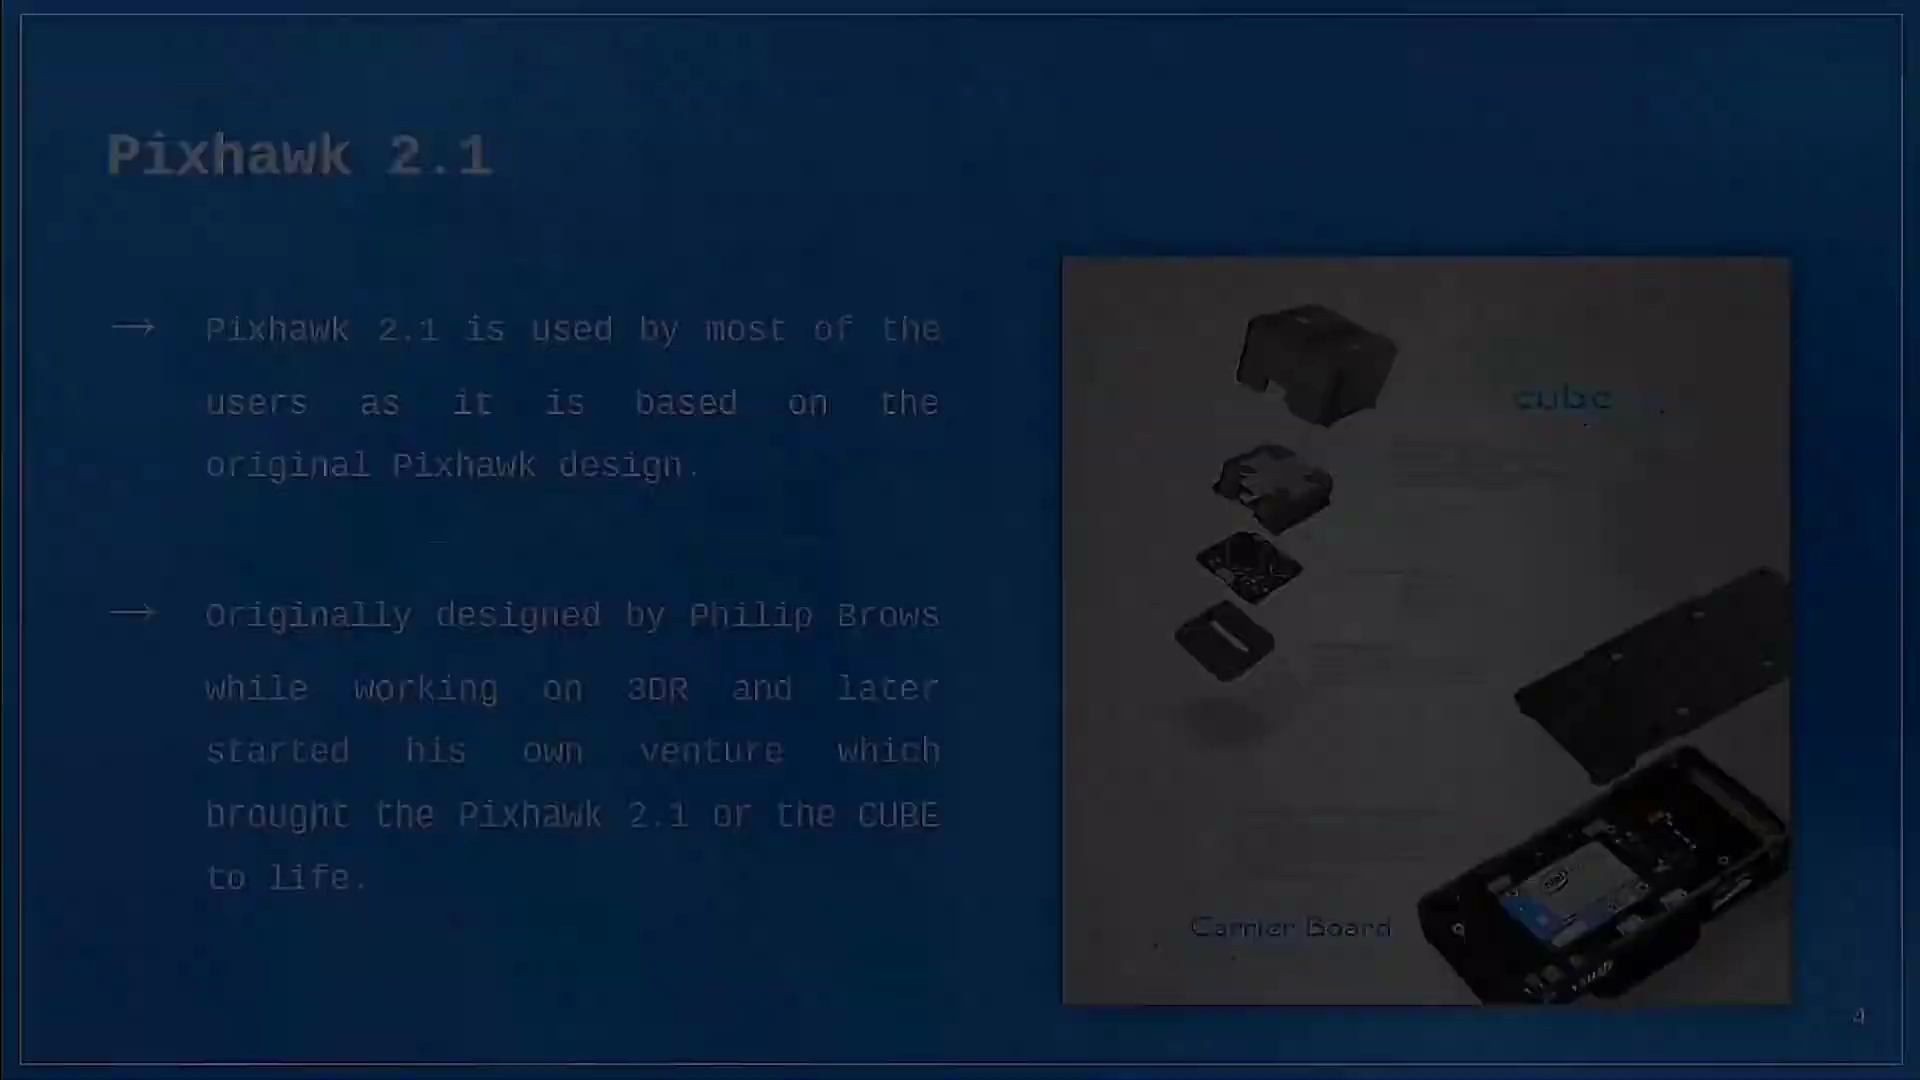 Pixhawk 2.1
→ Pixhawk 2.1 is used by most of the
users as it is based on the
original Pixhawk design.
→ Originally designed by Philip Brows
while working on 3DR and later
started his own venture which
brought the Pixhawk 2.1 or the CUBE
to life.
cube
Carrier Board
4